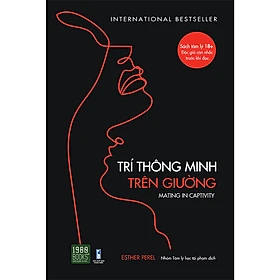 INTERNATIONAL BESTSELLER
Sách tâm lý 18+
Độc giả cân nhắc
trước khi đọc
TRÍ THÔNG MINH
TRÊN GIƯỜNG
MATING IN CAPTIVITY
1980
BOOKS
ESTHER PEREL
Nhóm Tâm lý học tội phạm dịch